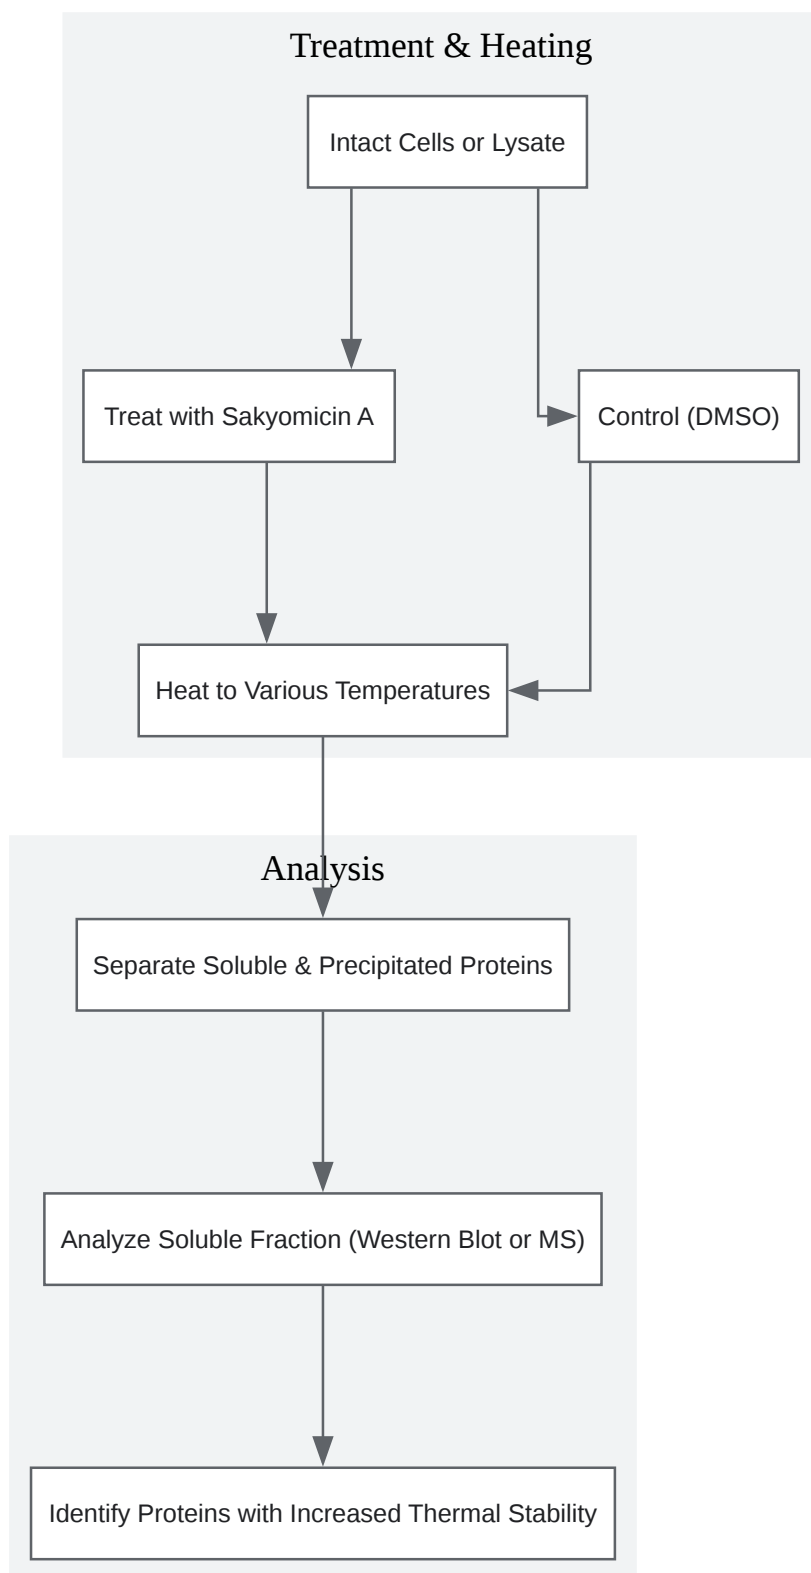 Treatment & Heating
Intact Cells or Lysate
Treat with Sakyomicin A
Control (DMSO)
Heat to Various Temperatures
Analysis
Separate Soluble & Precipitated Proteins
Analyze Soluble Fraction (Western Blot or MS)
Identify Proteins with Increased Thermal Stability